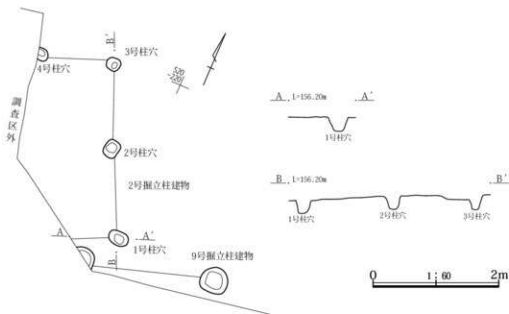 B'
3号柱穴
4号柱穴
520
-220
調査区外
2号柱穴
2号掘立柱建物
A
A'
1号柱穴
B
9号掘立柱建物
A L=156.20m A'
1号柱穴
B L=156.20m B'
1号柱穴
2号柱穴
3号柱穴
0 1:60 2m